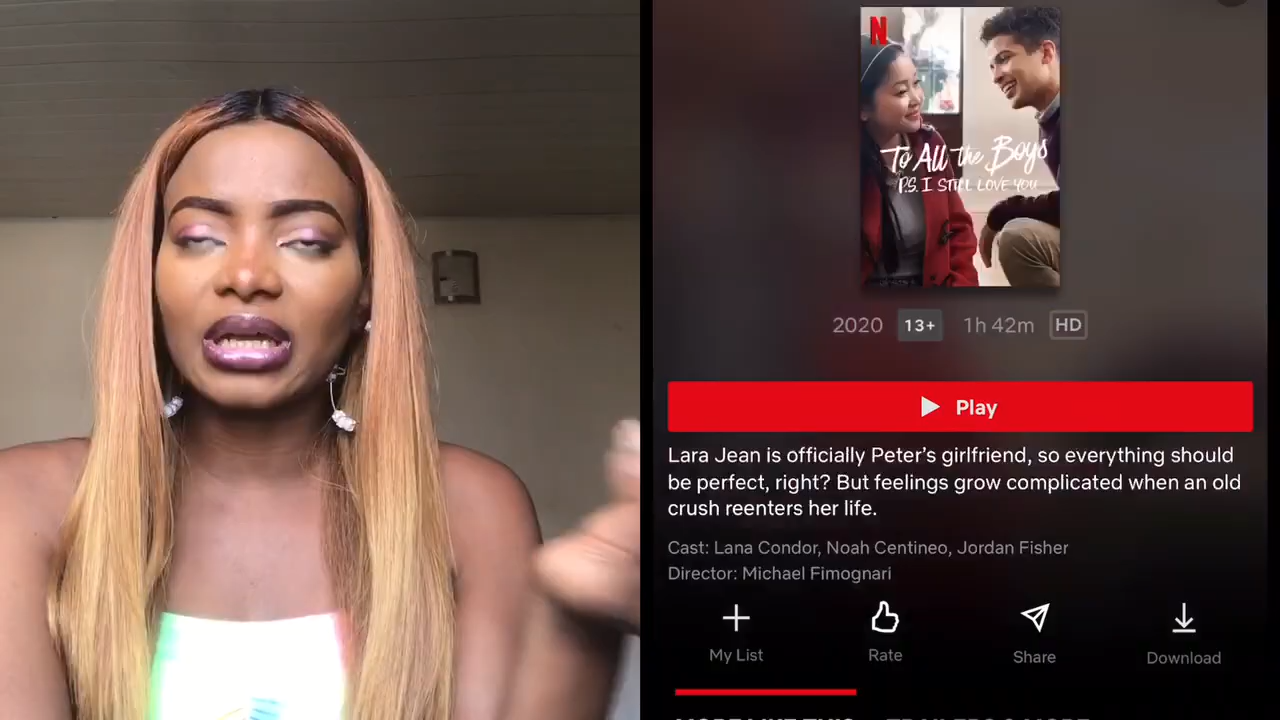 N
To All the Boys
P.S. I STILL LOVE YOU
2020 13+ 1h 42m HD
Play
Lara Jean is officially Peter's girlfriend, so everything should
be perfect, right? But feelings grow complicated when an old
crush reenters her life.
Cast: Lana Condor, Noah Centineo, Jordan Fisher
Director: Michael Fimognari
My List Rate Share Download